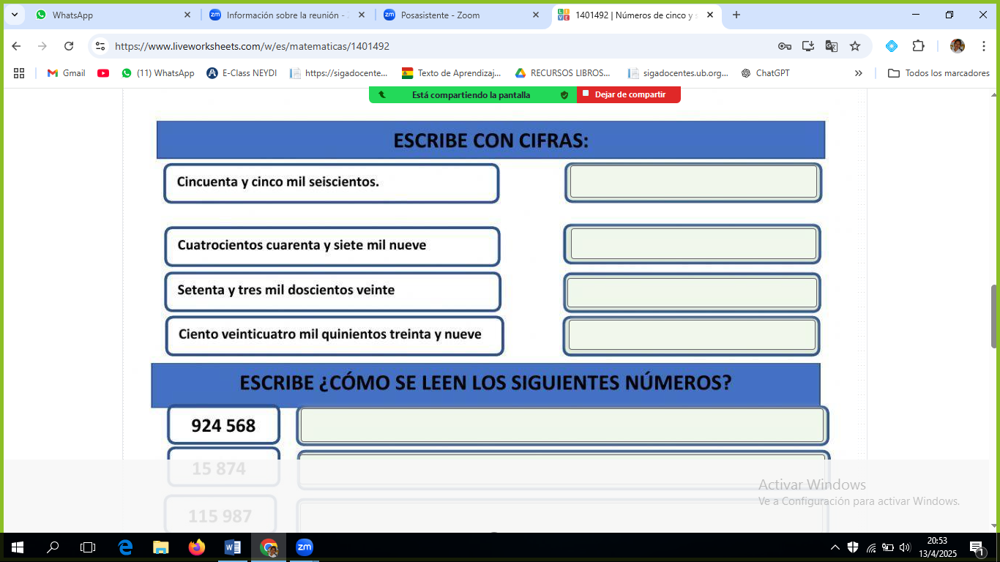 WhatsApp
Información sobre la reunión -
Posasistente - Zoom
1401492 | Números de cinco y s
https://www.liveworksheets.com/w/es/matematicas/1401492
Gmail
(11) WhatsApp
E-Class NEYDI
https://sigadocente...
Texto de Aprendizaj...
RECURSOS LIBROS...
sigadocentes.ub.org...
ChatGPT
Todos los marcadores
Está compartiendo la pantalla
Dejar de compartir
ESCRIBE CON CIFRAS:
Cincuenta y cinco mil seiscientos.
Cuatrocientos cuarenta y siete mil nueve
Setenta y tres mil doscientos veinte
Ciento veinticuatro mil quinientos treinta y nueve
ESCRIBE ¿CÓMO SE LEEN LOS SIGUIENTES NÚMEROS?
924 568
15 874
115 987
Activar Windows
Ve a Configuración para activar Windows.
20:53
13/4/2025